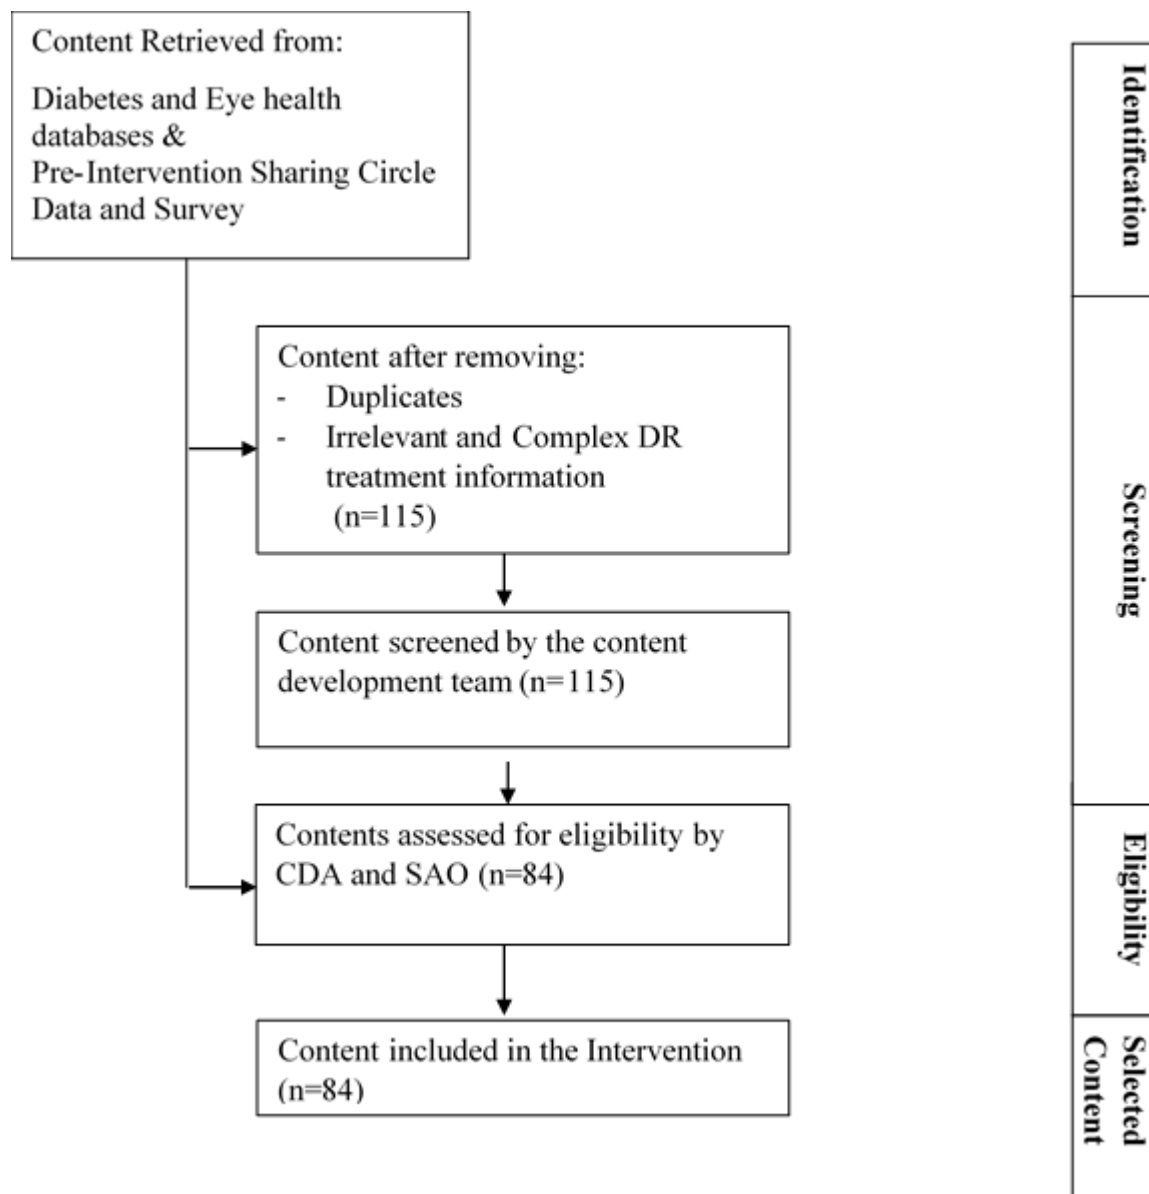 Content Retrieved from:
Diabetes and Eye health
databases &
Pre-Intervention Sharing Circle
Data and Survey
Identification
Content after removing:
- Duplicates
- Irrelevant and Complex DR
treatment information
(n=115)
Screening
Content screened by the content
development team (n=115)
Contents assessed for eligibility by
CDA and SAO (n=84)
Eligibility
Content included in the Intervention
(n=84)
Selected
Content